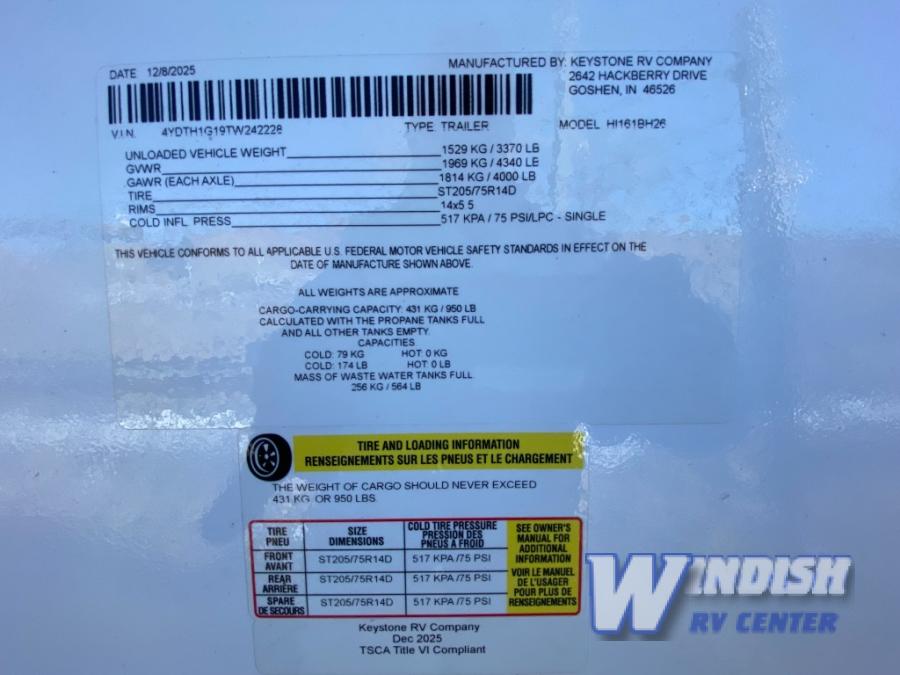 DATE 12/8/2025
MANUFACTURED BY: KEYSTONE RV COMPANY
2642 HACKBERRY DRIVE
GOSHEN, IN 46526
V.I.N. 4YDTH1G19TW242228 TYPE: TRAILER MODEL HI161BH26
UNLOADED VEHICLE WEIGHT 1529 KG / 3370 LB
GVWR 1969 KG / 4340 LB
GAWR (EACH AXLE) 1814 KG / 4000 LB
TIRE ST205/75R14D
RIMS 14x5.5
COLD INFL. PRESS 517 KPA / 75 PSI/LPC - SINGLE
THIS VEHICLE CONFORMS TO ALL APPLICABLE U.S. FEDERAL MOTOR VEHICLE SAFETY STANDARDS IN EFFECT ON THE
DATE OF MANUFACTURE SHOWN ABOVE.
ALL WEIGHTS ARE APPROXIMATE
CARGO-CARRYING CAPACITY: 431 KG / 950 LB
CALCULATED WITH THE PROPANE TANKS FULL
AND ALL OTHER TANKS EMPTY.
CAPACITIES
COLD: 79 KG HOT: 0 KG
COLD: 174 LB HOT: 0 LB
MASS OF WASTE WATER TANKS FULL
256 KG / 564 LB
TIRE AND LOADING INFORMATION
RENSEIGNEMENTS SUR LES PNEUS ET LE CHARGEMENT
THE WEIGHT OF CARGO SHOULD NEVER EXCEED
431 KG. OR 950 LBS.
TIRE
PNEU
SIZE
DIMENSIONS
COLD TIRE PRESSURE
PRESSION DES
PNEUS À FROID
FRONT
AVANT
ST205/75R14D
517 KPA /75 PSI
REAR
ARRIÈRE
ST205/75R14D
517 KPA /75 PSI
SPARE
DE SECOURS
ST205/75R14D
517 KPA /75 PSI
SEE OWNER'S
MANUAL FOR
ADDITIONAL
INFORMATION
VOIR LE MANUEL
DE L'USAGER
POUR PLUS DE
RENSEIGNEMENTS
Keystone RV Company
Dec 2025
TSCA Title VI Compliant
WINDISH
RV CENTER